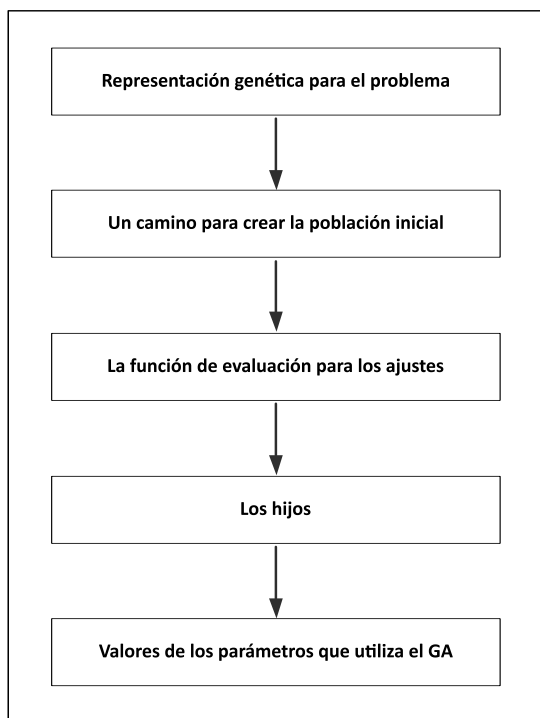 Representación genética para el problema
Un camino para crear la población inicial
La función de evaluación para los ajustes
Los hijos
Valores de los parámetros que utiliza el GA